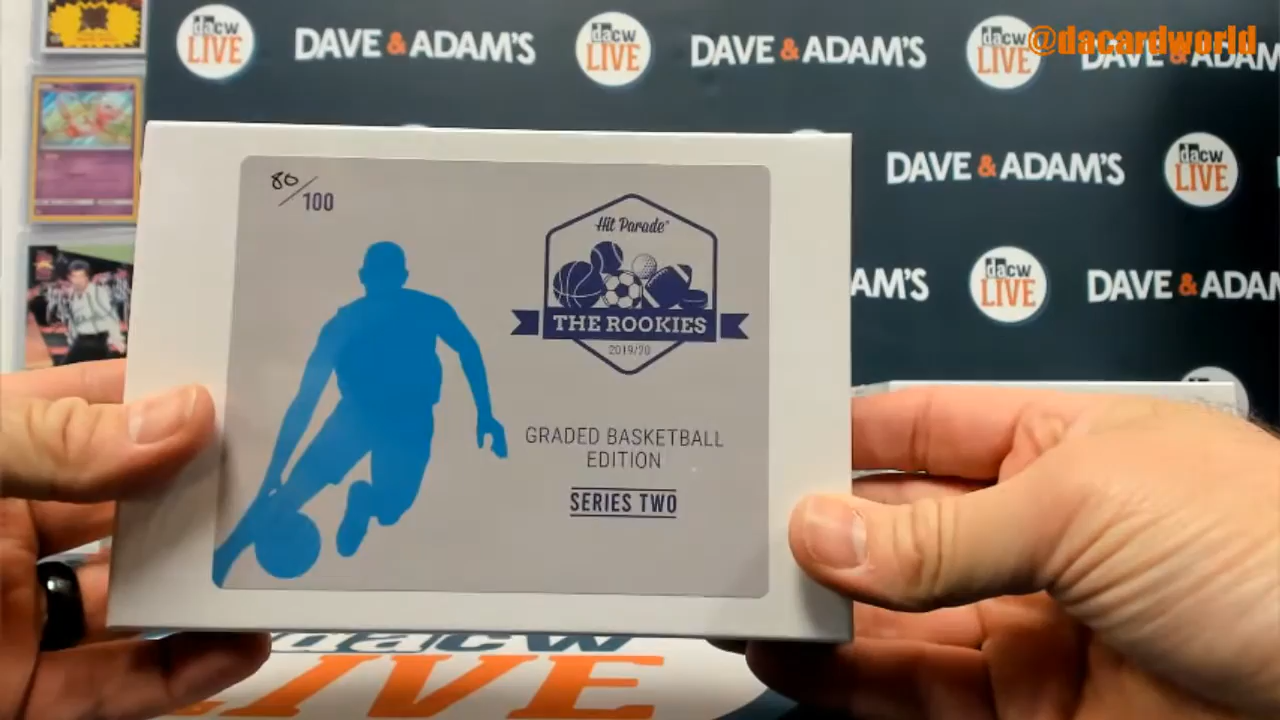 dacw
LIVE
DAVE & ADAM'S
dacw
LIVE
DAVE & ADAM'S
dacw
LIVE
@dacardworld
DAVE & ADAM
DAVE & ADAM'S
dacw
LIVE
AM'S
dacw
LIVE
DAVE & ADAM
80/100
Hit Parade
THE ROOKIES
2019/20
GRADED BASKETBALL
EDITION
SERIES TWO
dacw
LIVE